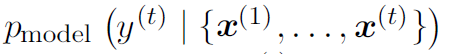 p_model (y^(t) | {x^(1), . . . , x^(t)})